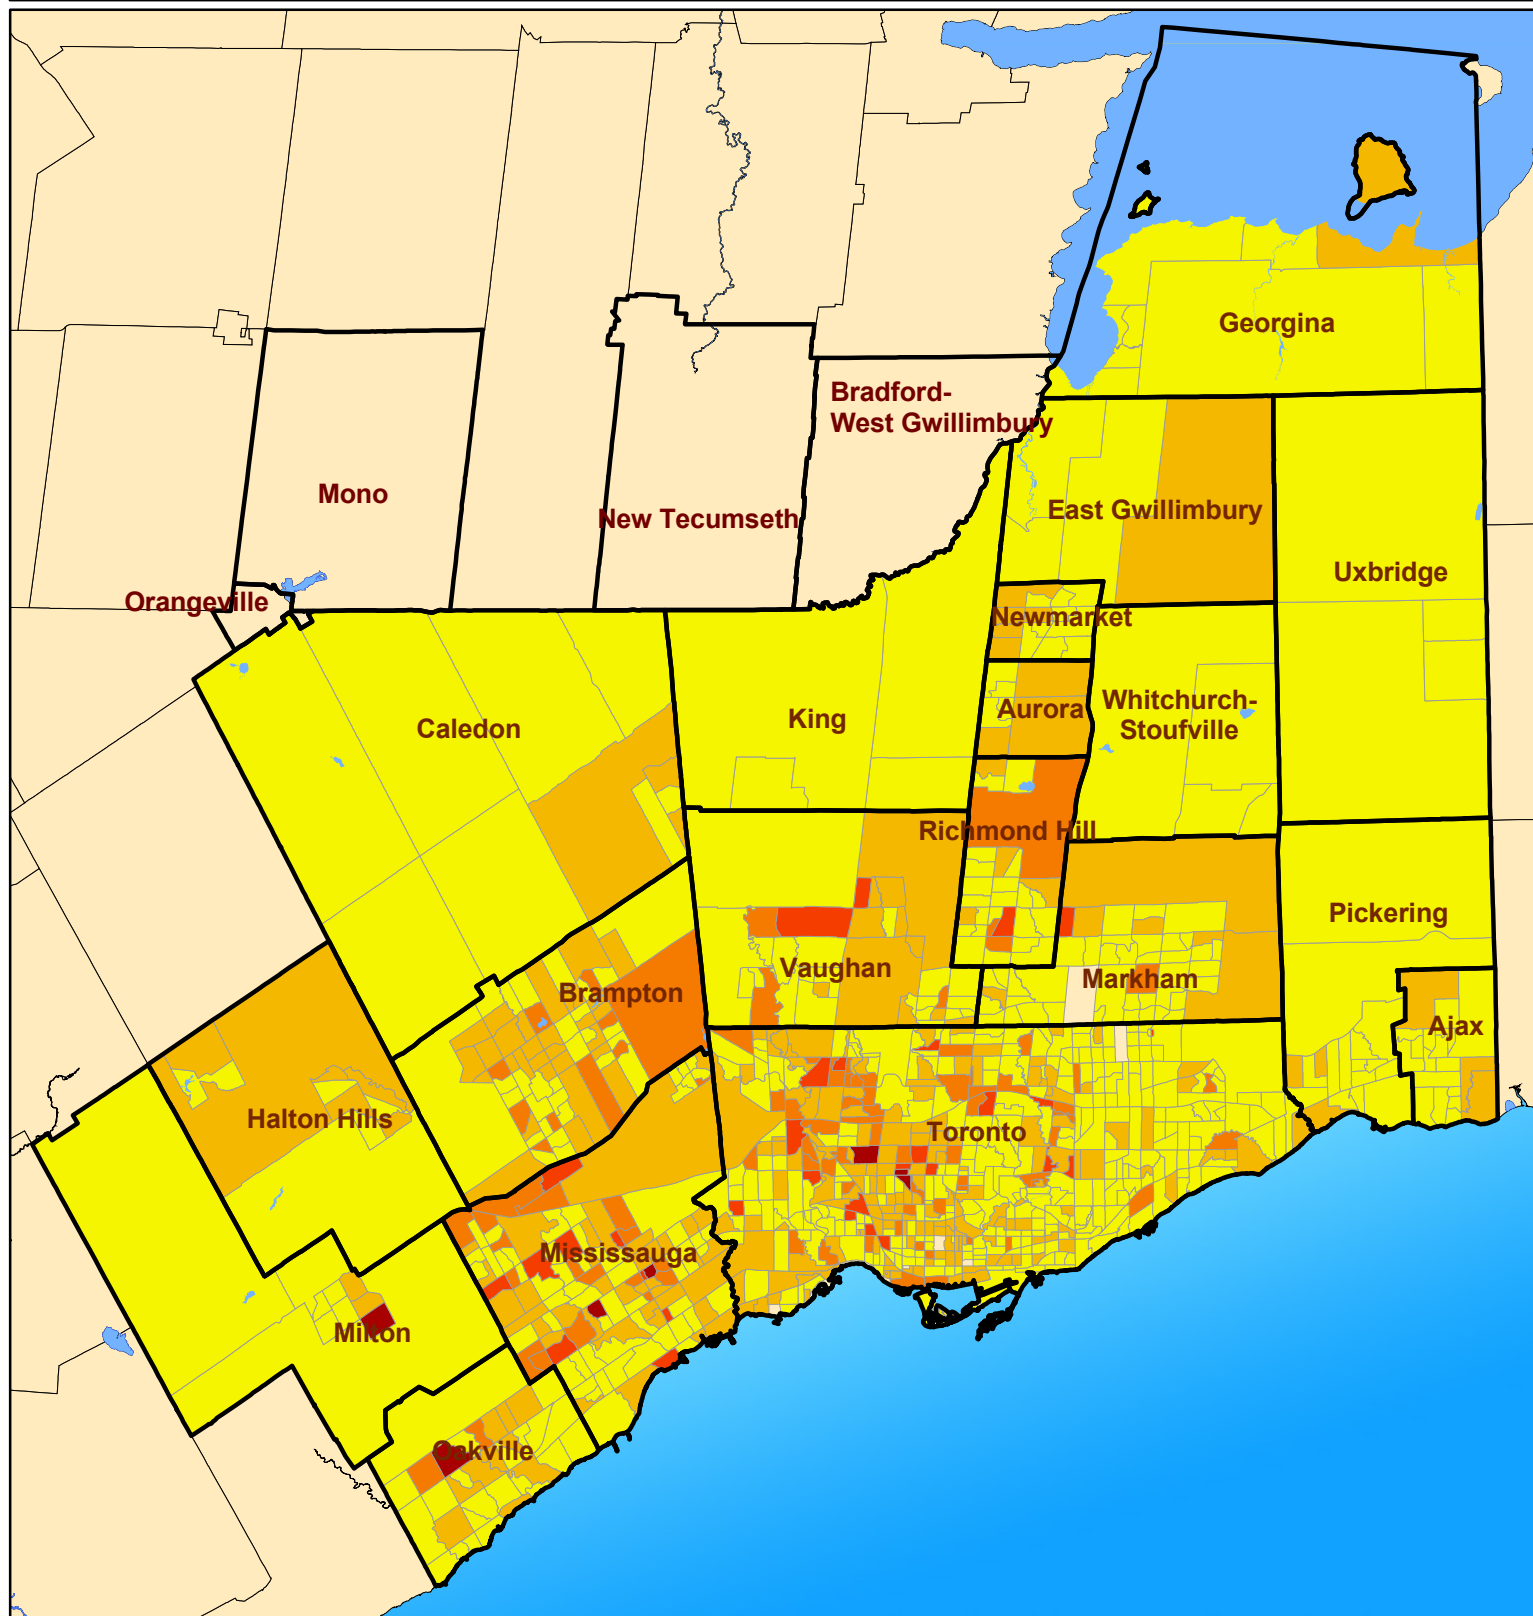 Georgina
Bradford-
West Gwillimbury
Mono
East Gwillimbury
New Tecumseth
Uxbridge
Orangeville
Newmarket
Whitchurch-
Stoufville
Aurora
King
Caledon
Richmond Hill
Pickering
Vaughan
Markham
Brampton
Ajax
Halton Hills
Toronto
Mississauga
Milton
Oakville